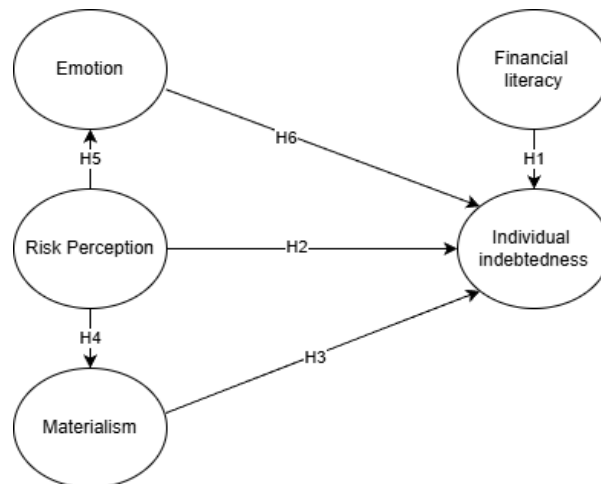 Emotion
Financial
literacy
H5
H6
H1
Risk Perception
H2
Individual
indebtedness
H4
H3
Materialism